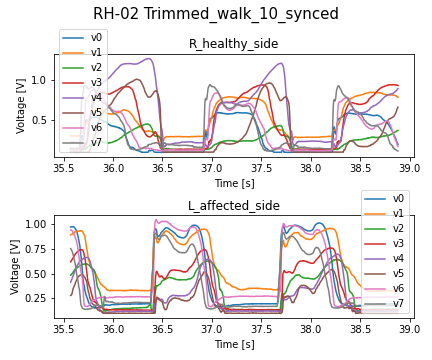 RH-02 Trimmed_walk_10_synced
R_healthy_side
Voltage [V]
1.0
0.5
v0
v1
v2
v3
v4
v5
v6
v7
35.5 36.0 36.5 37.0 37.5 38.0 38.5 39.0
Time [s]
L_affected_side
Voltage [V]
1.00
0.75
0.50
0.25
v0
v1
v2
v3
v4
v5
v6
v7
35.5 36.0 36.5 37.0 37.5 38.0 38.5 39.0
Time [s]